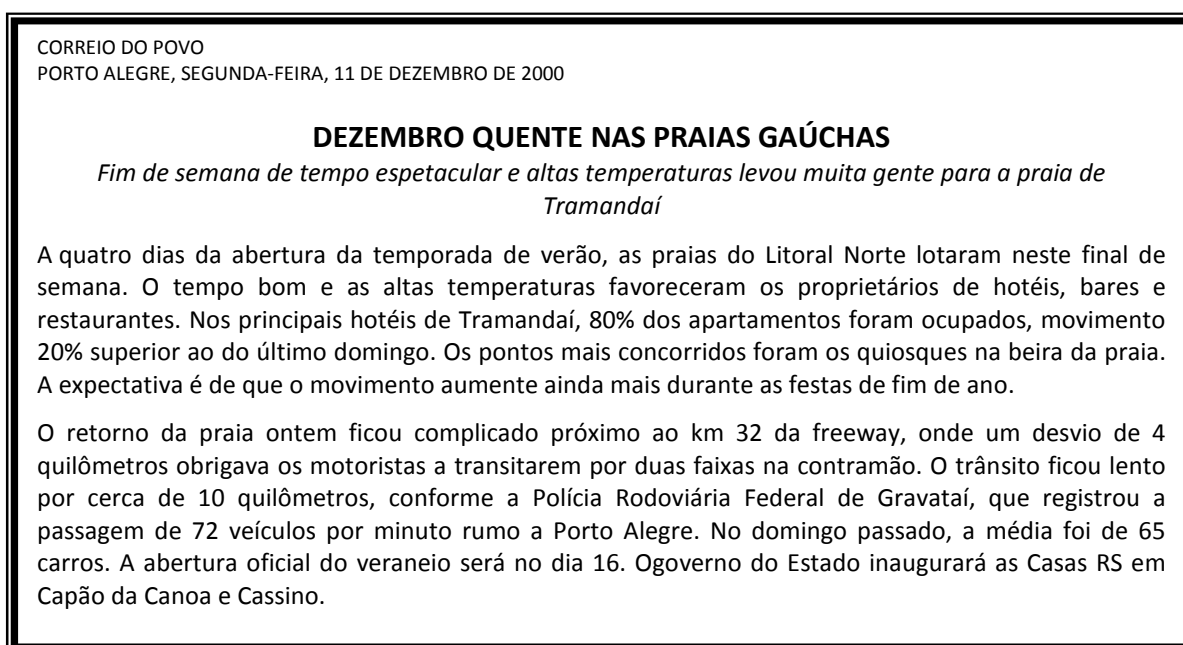 CORREIO DO POVO
PORTO ALEGRE, SEGUNDA-FEIRA, 11 DE DEZEMBRO DE 2000
DEZEMBRO QUENTE NAS PRAIAS GAÚCHAS
Fim de semana de tempo espetacular e altas temperaturas levou muita gente para a praia de
Tramandaí
A quatro dias da abertura da temporada de verão, as praias do Litoral Norte lotaram neste final de
semana. O tempo bom e as altas temperaturas favoreceram os proprietários de hotéis, bares e
restaurantes. Nos principais hotéis de Tramandaí, 80% dos apartamentos foram ocupados, movimento
20% superior ao do último domingo. Os pontos mais concorridos foram os quiosques na beira da praia.
A expectativa é de que o movimento aumente ainda mais durante as festas de fim de ano.
O retorno da praia ontem ficou complicado próximo ao km 32 da freeway, onde um desvio de 4
quilômetros obrigava os motoristas a transitarem por duas faixas na contramão. O trânsito ficou lento
por cerca de 10 quilômetros, conforme a Polícia Rodoviária Federal de Gravataí, que registrou a
passagem de 72 veículos por minuto rumo a Porto Alegre. No domingo passado, a média foi de 65
carros. A abertura oficial do veraneio será no dia 16. Ogoverno do Estado inaugurará as Casas RS em
Capão da Canoa e Cassino.